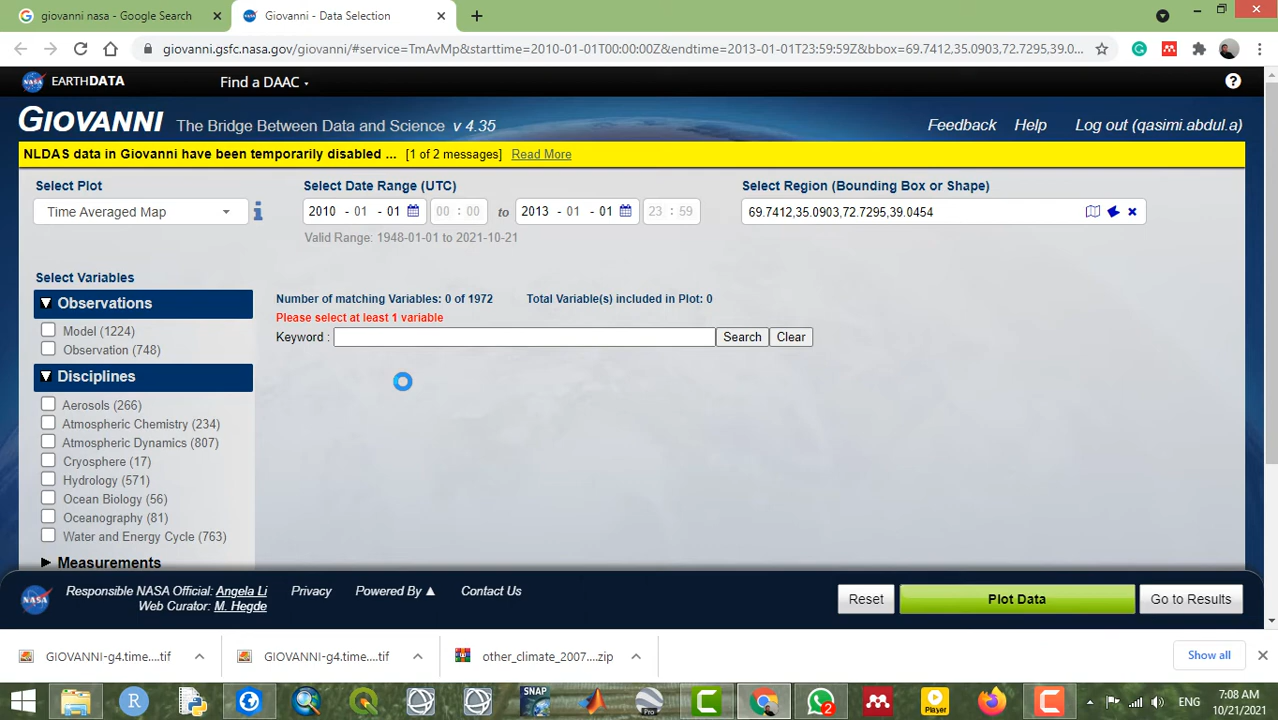 giovanni nasa - Google Search
Giovanni - Data Selection
giovanni.gsfc.nasa.gov/giovanni/#service=TmAvMp&starttime=2010-01-01T00:00:00Z&endtime=2013-01-01T23:59:59Z&bbox=69.7412,35.0903,72.7295,39.0...
NASA EARTHDATA Find a DAAC
GIOVANNI The Bridge Between Data and Science v 4.35 Feedback Help Log out (qasimi.abdul.a)
NLDAS data in Giovanni have been temporarily disabled ... [1 of 2 messages] Read More
Select Plot Select Date Range (UTC) Select Region (Bounding Box or Shape)
Time Averaged Map 2010 - 01 - 01 00 : 00 to 2013 - 01 - 01 23 : 59 69.7412,35.0903,72.7295,39.0454
Valid Range: 1948-01-01 to 2021-10-21
Select Variables
Observations
Number of matching Variables: 0 of 1972 Total Variable(s) included in Plot: 0
Please select at least 1 variable
Keyword : Search Clear
Model (1224)
Observation (748)
Disciplines
Aerosols (266)
Atmospheric Chemistry (234)
Atmospheric Dynamics (807)
Cryosphere (17)
Hydrology (571)
Ocean Biology (56)
Oceanography (81)
Water and Energy Cycle (763)
Measurements
NASA Responsible NASA Official: Angela Li Privacy Powered By Contact Us
Web Curator: M. Hegde
Reset Plot Data Go to Results
GIOVANNI-g4.time....tif GIOVANNI-g4.time....tif other_climate_2007....zip Show all
R SNAP Pro C 2 Player C ENG 7:08 AM
10/21/2021